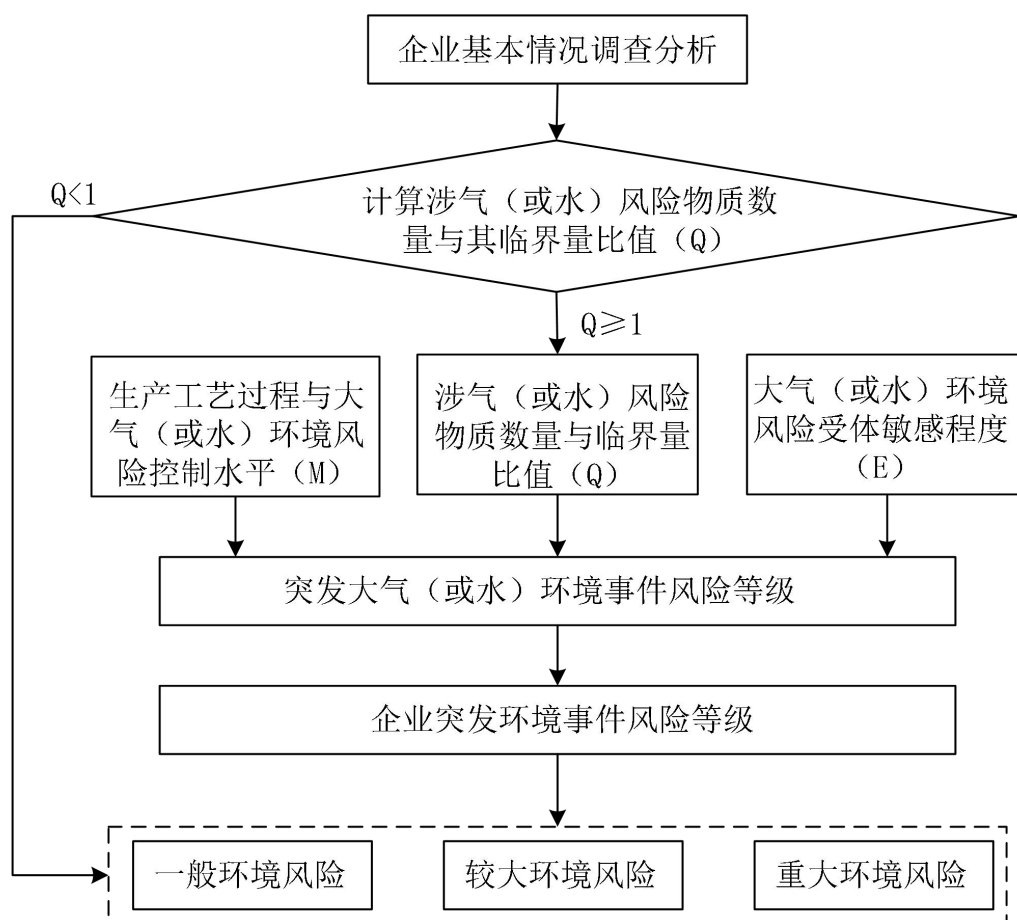 企业基本情况调查分析
Q<1
计算涉气（或水）风险物质数
量与其临界量比值（Q）
Q≥1
生产工艺过程与大
气（或水）环境风
险控制水平（M）
涉气（或水）风险
物质数量与临界量
比值（Q）
大气（或水）环境
风险受体敏感程度
（E）
突发大气（或水）环境事件风险等级
企业突发环境事件风险等级
一般环境风险
较大环境风险
重大环境风险